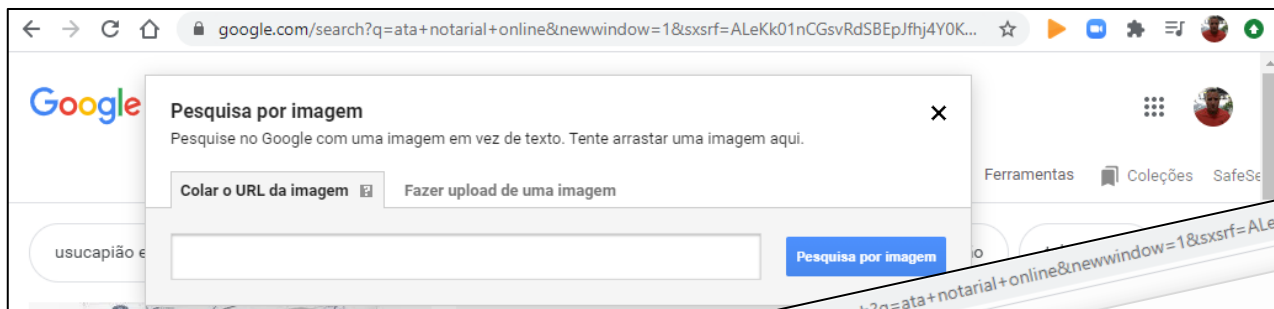 google.com/search?q=ata+notarial+online&newwindow=1&sxsrf=ALeKk01nCGsvRdSBEpJfhj4Y0K...
Google
Pesquisa por imagem
Pesquise no Google com uma imagem em vez de texto. Tente arrastar uma imagem aqui.
Ferramentas
Coleções
SafeSe
Colar o URL da imagem
Fazer upload de uma imagem
usucapião e
Pesquisa por imagem
?q=ata+notarial+online&newwindow=1&sxsrf=ALe